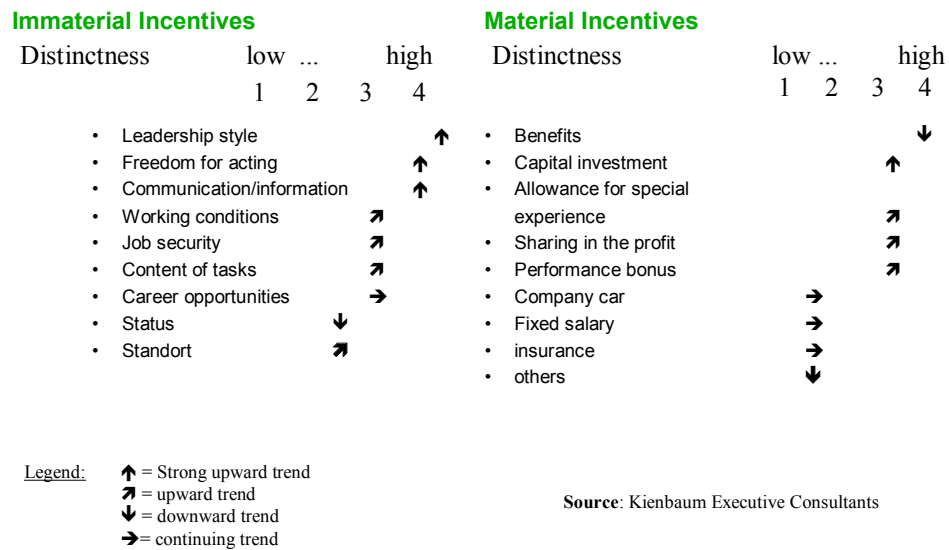 Immaterial Incentives
Distinctness low ... high
1 2 3 4
• Leadership style ↑
• Freedom for acting ↑
• Communication/information ↑
• Working conditions ↗
• Job security ↗
• Content of tasks ↗
• Career opportunities →
• Status ↓
• Standort ↗
Material Incentives
Distinctness low ... high
1 2 3 4
• Benefits ↓
• Capital investment ↑
• Allowance for special
experience ↗
• Sharing in the profit ↗
• Performance bonus ↗
• Company car →
• Fixed salary →
• insurance →
• others ↓
Legend: ↑ = Strong upward trend
↗ = upward trend
↓ = downward trend
→= continuing trend
Source: Kienbaum Executive Consultants